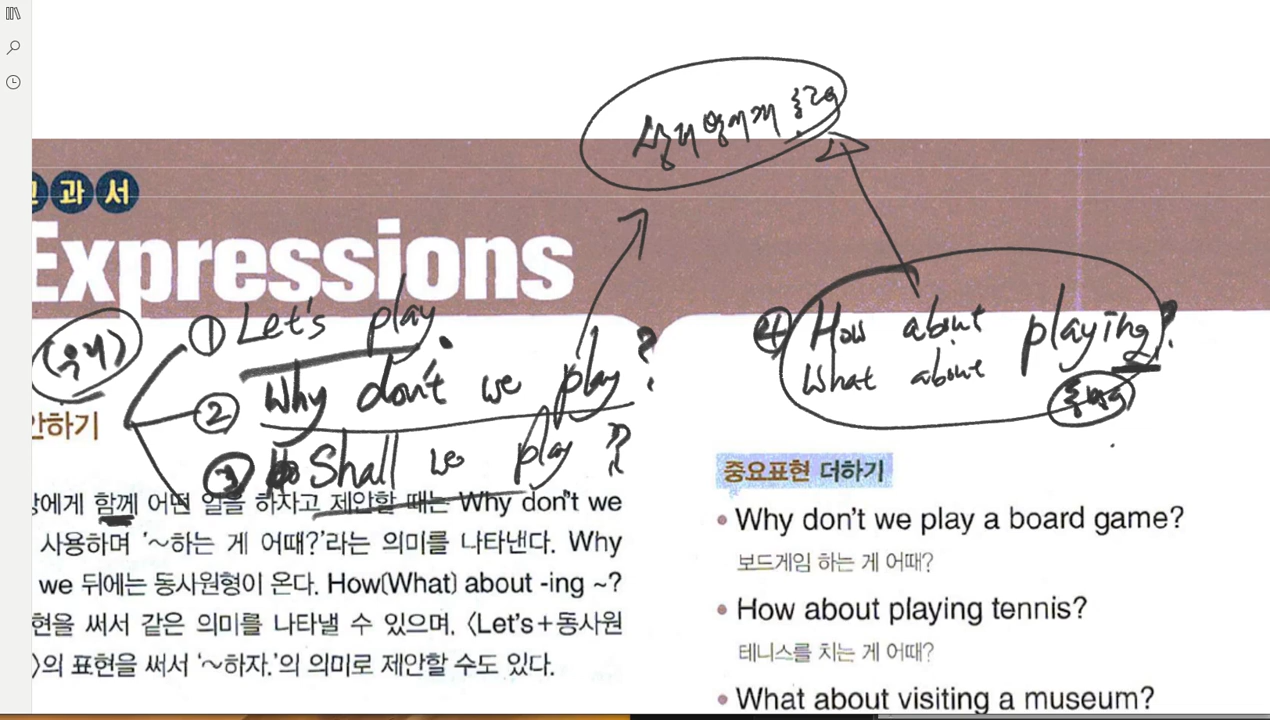 상대방에게
과서
Expressions
① Let's play.
(우리)
② Why don't we play?
③ Shall we play?
④ How about playing?
What about
동명
안하기
에게 함께 어떤 일을 하자고 제안할 때는 Why don't we
사용하며 '~하는 게 어때?'라는 의미를 나타낸다. Why
we 뒤에는 동사원형이 온다. How(What) about -ing ~?
현을 써서 같은 의미를 나타낼 수 있으며, <Let's+동사원
>의 표현을 써서 '~하자.'의 의미로 제안할 수도 있다.
중요표현 더하기
• Why don't we play a board game?
보드게임 하는 게 어때?
• How about playing tennis?
테니스를 치는 게 어때?
• What about visiting a museum?